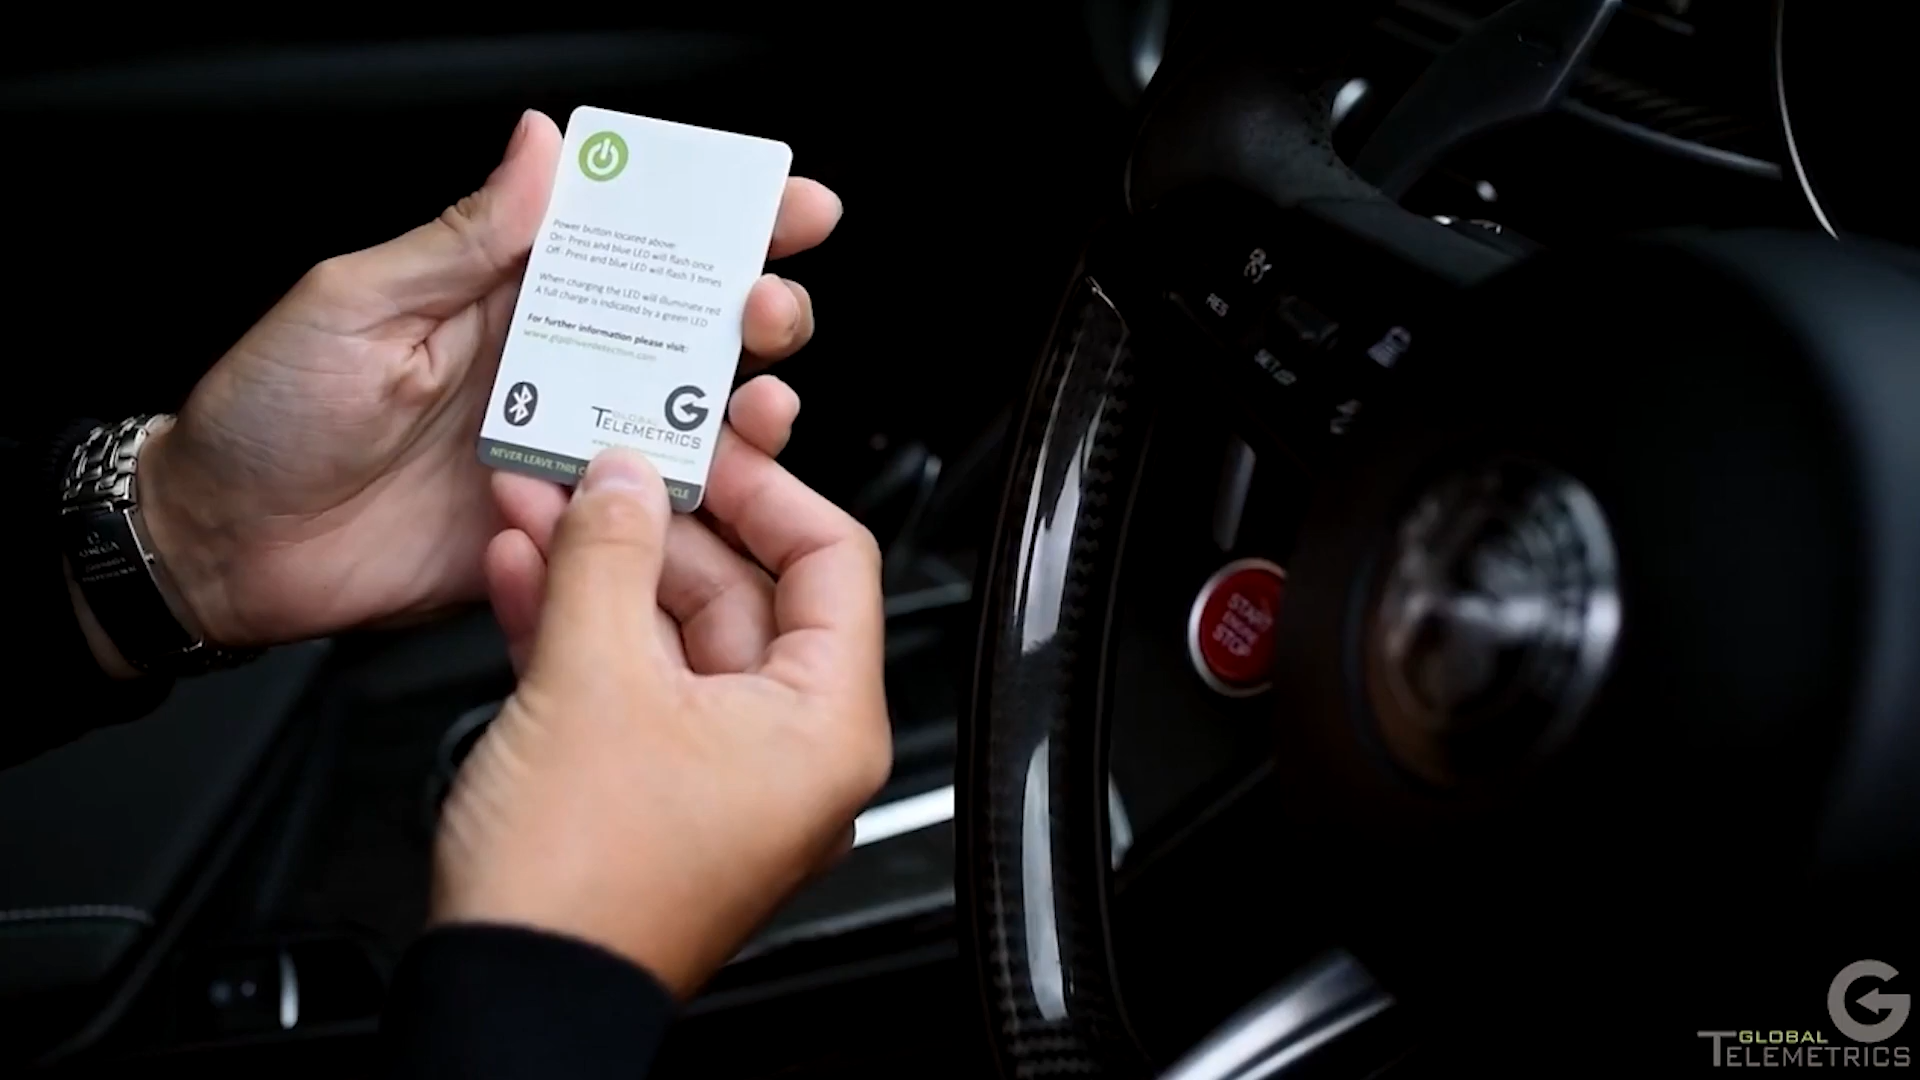 Power button located above
On- Press and blue LED will flash once
Off- Press and blue LED will flash 3 times
When charging the LED will illuminate red
A full charge is indicated by a green LED
For further information please visit:
GLOBAL
TELEMETRICS
NEVER LEAVE THIS
RES
SET
START
ENGINE
STOP
OMEGA
GLOBAL
TELEMETRICS